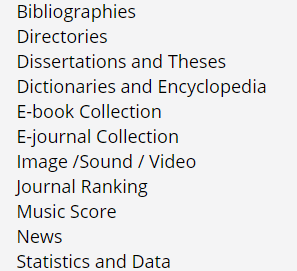 Bibliographies
Directories
Dissertations and Theses
Dictionaries and Encyclopedia
E-book Collection
E-journal Collection
Image /Sound / Video
Journal Ranking
Music Score
News
Statistics and Data